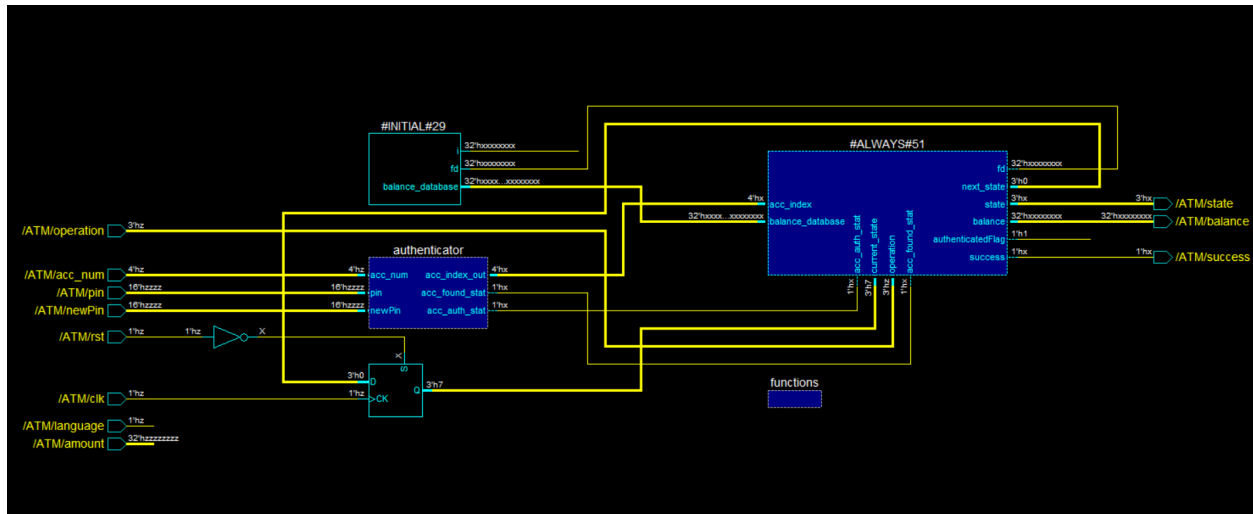 #INITIAL#29
i 32'hxxxxxxxx
fd 32'hxxxxxxxx
balance_database 32'hxxxx...xxxxxxxx
#ALWAYS#51
4'hx acc_index
32'hxxxx...xxxxxxxx balance_database
acc_auth_stat
current_state
operation
acc_found_stat
1'hx
3'h7
3'hz
1'hx
fd 32'hxxxxxxxx
next_state 3'h0
state 3'hx 3'hx /ATM/state
balance 32'hxxxxxxxx 32'hxxxxxxxx /ATM/balance
authenticatedFlag 1'h1
success 1'hx 1'hx /ATM/success
/ATM/operation 3'hz
authenticator
/ATM/acc_num 4'hz 4'hz acc_num acc_index_out 4'hx
/ATM/pin 16'hzzzz 16'hzzzz pin acc_found_stat 1'hx
/ATM/newPin 16'hzzzz 16'hzzzz newPin acc_auth_stat 1'hx
/ATM/rst 1'hz 1'hz X
X
S
3'h0 D Q 3'h7
/ATM/clk 1'hz 1'hz CK
functions
/ATM/language 1'hz
/ATM/amount 32'hzzzzzzzz